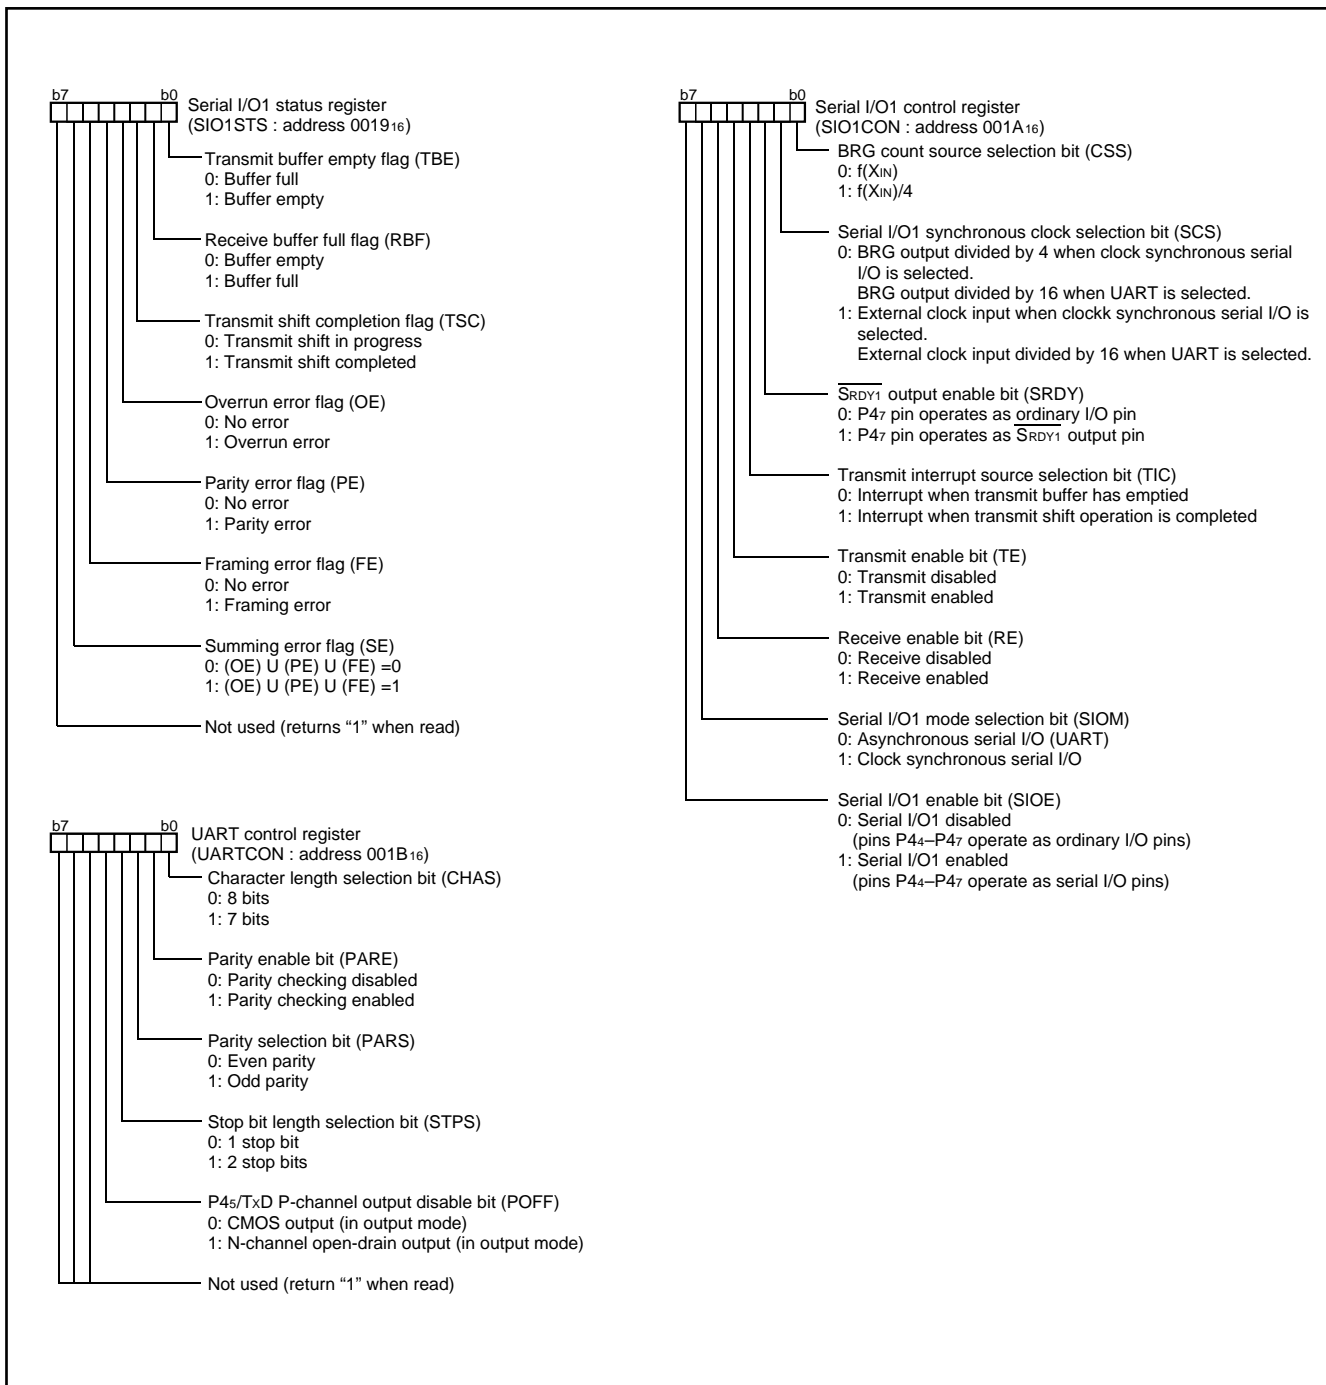 b7 b0
Serial I/O1 status register
(SIO1STS : address 0019₁₆)
Transmit buffer empty flag (TBE)
0: Buffer full
1: Buffer empty
Receive buffer full flag (RBF)
0: Buffer empty
1: Buffer full
Transmit shift completion flag (TSC)
0: Transmit shift in progress
1: Transmit shift completed
Overrun error flag (OE)
0: No error
1: Overrun error
Parity error flag (PE)
0: No error
1: Parity error
Framing error flag (FE)
0: No error
1: Framing error
Summing error flag (SE)
0: (OE) U (PE) U (FE) =0
1: (OE) U (PE) U (FE) =1
Not used (returns “1” when read)
b7 b0
UART control register
(UARTCON : address 001B₁₆)
Character length selection bit (CHAS)
0: 8 bits
1: 7 bits
Parity enable bit (PARE)
0: Parity checking disabled
1: Parity checking enabled
Parity selection bit (PARS)
0: Even parity
1: Odd parity
Stop bit length selection bit (STPS)
0: 1 stop bit
1: 2 stop bits
P4₅/TxD P-channel output disable bit (POFF)
0: CMOS output (in output mode)
1: N-channel open-drain output (in output mode)
Not used (return “1” when read)
b7 b0
Serial I/O1 control register
(SIO1CON : address 001A₁₆)
BRG count source selection bit (CSS)
0: f(XIN)
1: f(XIN)/4
Serial I/O1 synchronous clock selection bit (SCS)
0: BRG output divided by 4 when clock synchronous serial
I/O is selected.
BRG output divided by 16 when UART is selected.
1: External clock input when clockk synchronous serial I/O is
selected.
External clock input divided by 16 when UART is selected.
SRDY1 output enable bit (SRDY)
0: P4₇ pin operates as ordinary I/O pin
1: P4₇ pin operates as SRDY1 output pin
Transmit interrupt source selection bit (TIC)
0: Interrupt when transmit buffer has emptied
1: Interrupt when transmit shift operation is completed
Transmit enable bit (TE)
0: Transmit disabled
1: Transmit enabled
Receive enable bit (RE)
0: Receive disabled
1: Receive enabled
Serial I/O1 mode selection bit (SIOM)
0: Asynchronous serial I/O (UART)
1: Clock synchronous serial I/O
Serial I/O1 enable bit (SIOE)
0: Serial I/O1 disabled
(pins P4₄–P4₇ operate as ordinary I/O pins)
1: Serial I/O1 enabled
(pins P4₄–P4₇ operate as serial I/O pins)